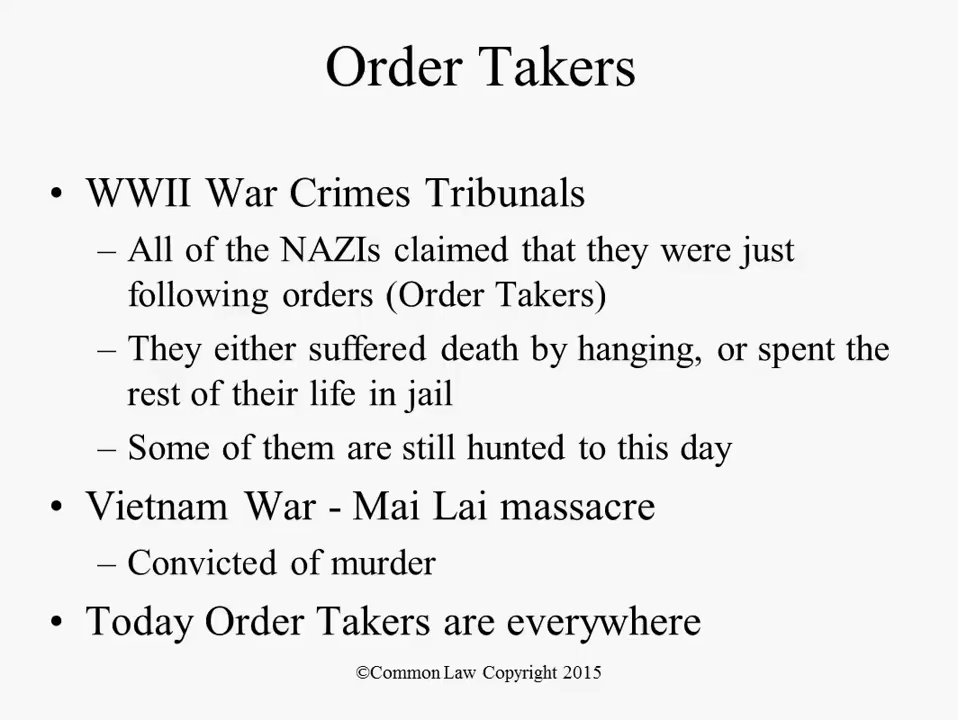 Order Takers
• WWII War Crimes Tribunals
– All of the NAZIs claimed that they were just
following orders (Order Takers)
– They either suffered death by hanging, or spent the
rest of their life in jail
– Some of them are still hunted to this day
• Vietnam War - Mai Lai massacre
– Convicted of murder
• Today Order Takers are everywhere
©Common Law Copyright 2015